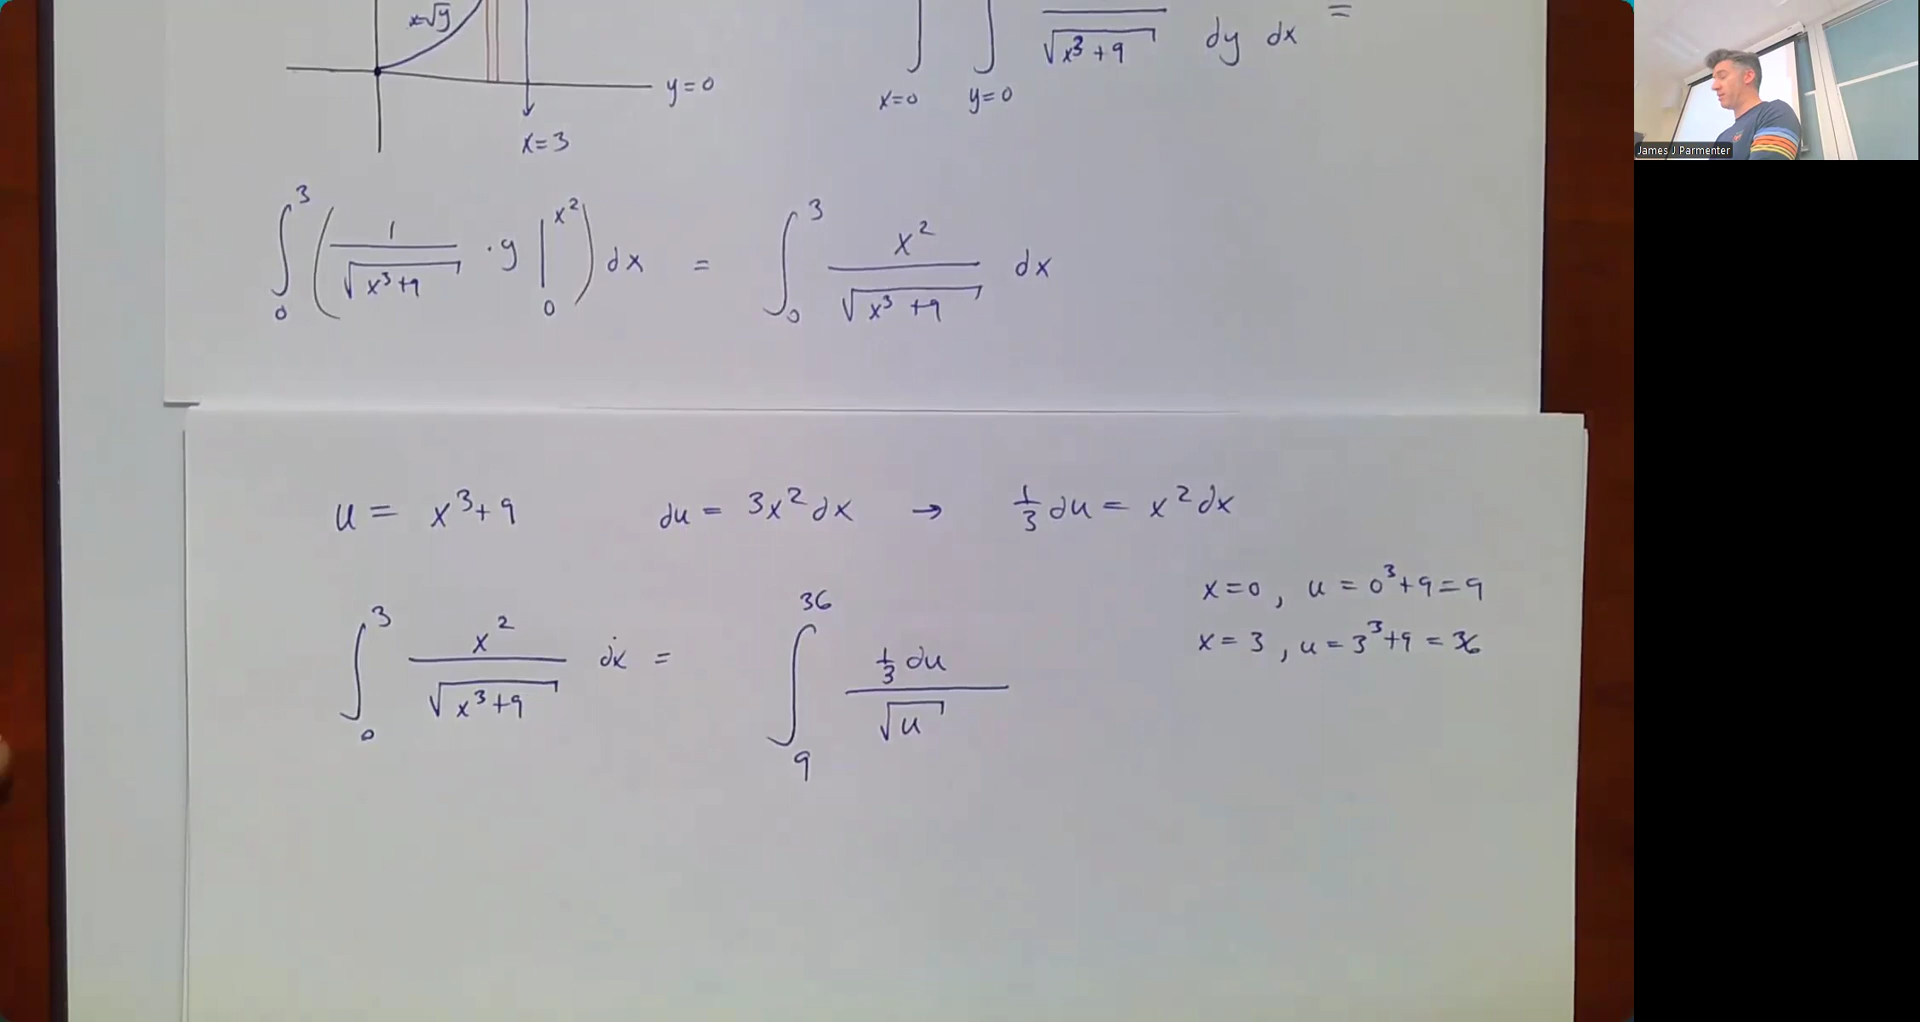 x=√y
1/√(x³+9) dy dx =
y=0
x=0 y=0
x=3
∫₀³ (1/√(x³+9) · y |₀^x²) dx = ∫₀³ x²/√(x³+9) dx
u = x³+9 du = 3x²dx → 1/3 du = x²dx
x=0, u = 0³+9=9
x=3, u=3³+9=36
∫₀³ x²/√(x³+9) dx = ∫₉³⁶ 1/3 du/√u
James J Parmenter